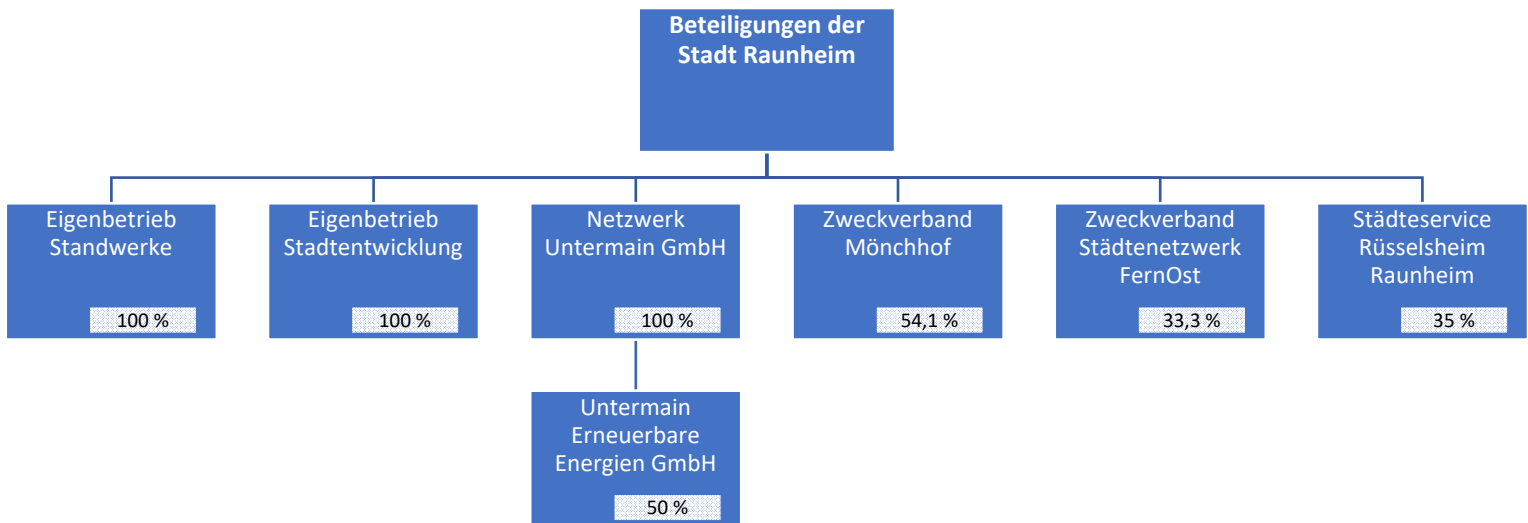 Beteiligungen der
Stadt Raunheim
Eigenbetrieb
Standwerke
100 %
Eigenbetrieb
Stadtentwicklung
100 %
Netzwerk
Untermain GmbH
100 %
Zweckverband
Mönchhof
54,1 %
Zweckverband
Städtenetzwerk
FernOst
33,3 %
Städteservice
Rüsselsheim
Raunheim
35 %
Untermain
Erneuerbare
Energien GmbH
50 %